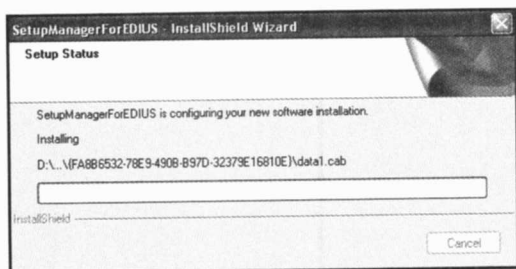 SetupManagerForEDIUS - InstallShield Wizard
Setup Status
SetupManagerForEDIUS is configuring your new software installation.
Installing
D:\...\{FA8B6532-78E9-490B-B97D-32379E16810E}\data1.cab
InstallShield
Cancel